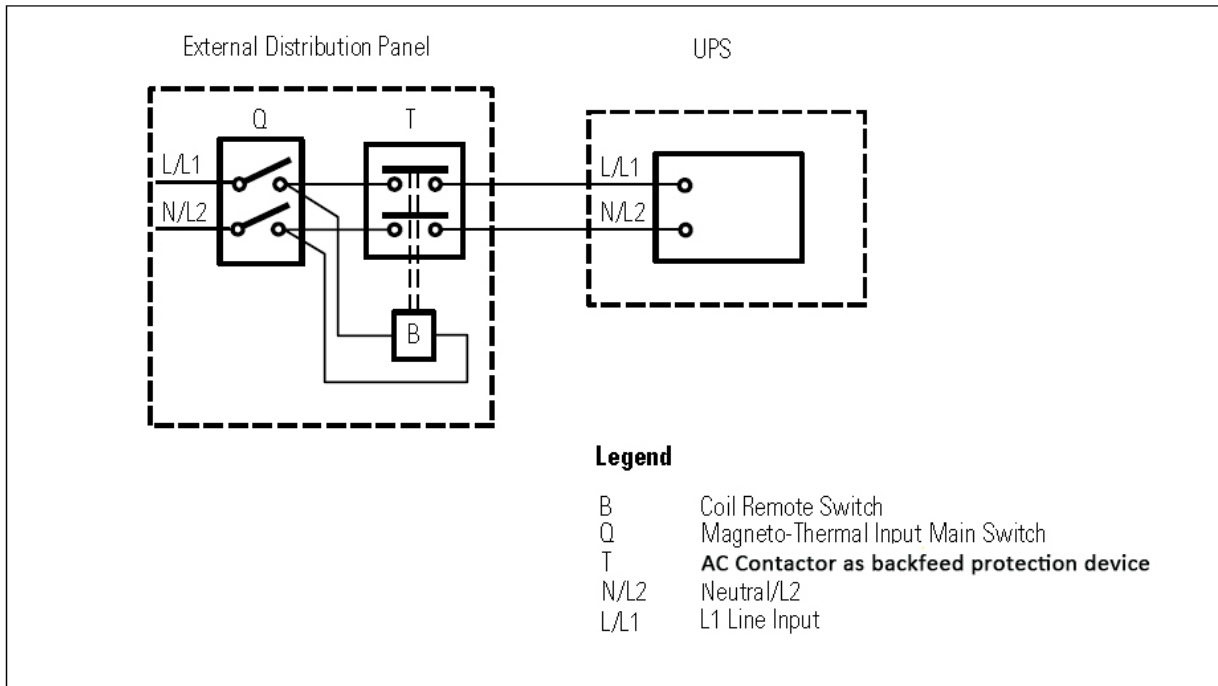 External Distribution Panel
UPS
Q
T
L/L1
N/L2
L/L1
N/L2
B
Legend
B Coil Remote Switch
Q Magneto-Thermal Input Main Switch
T AC Contactor as backfeed protection device
N/L2 Neutral/L2
L/L1 L1 Line Input